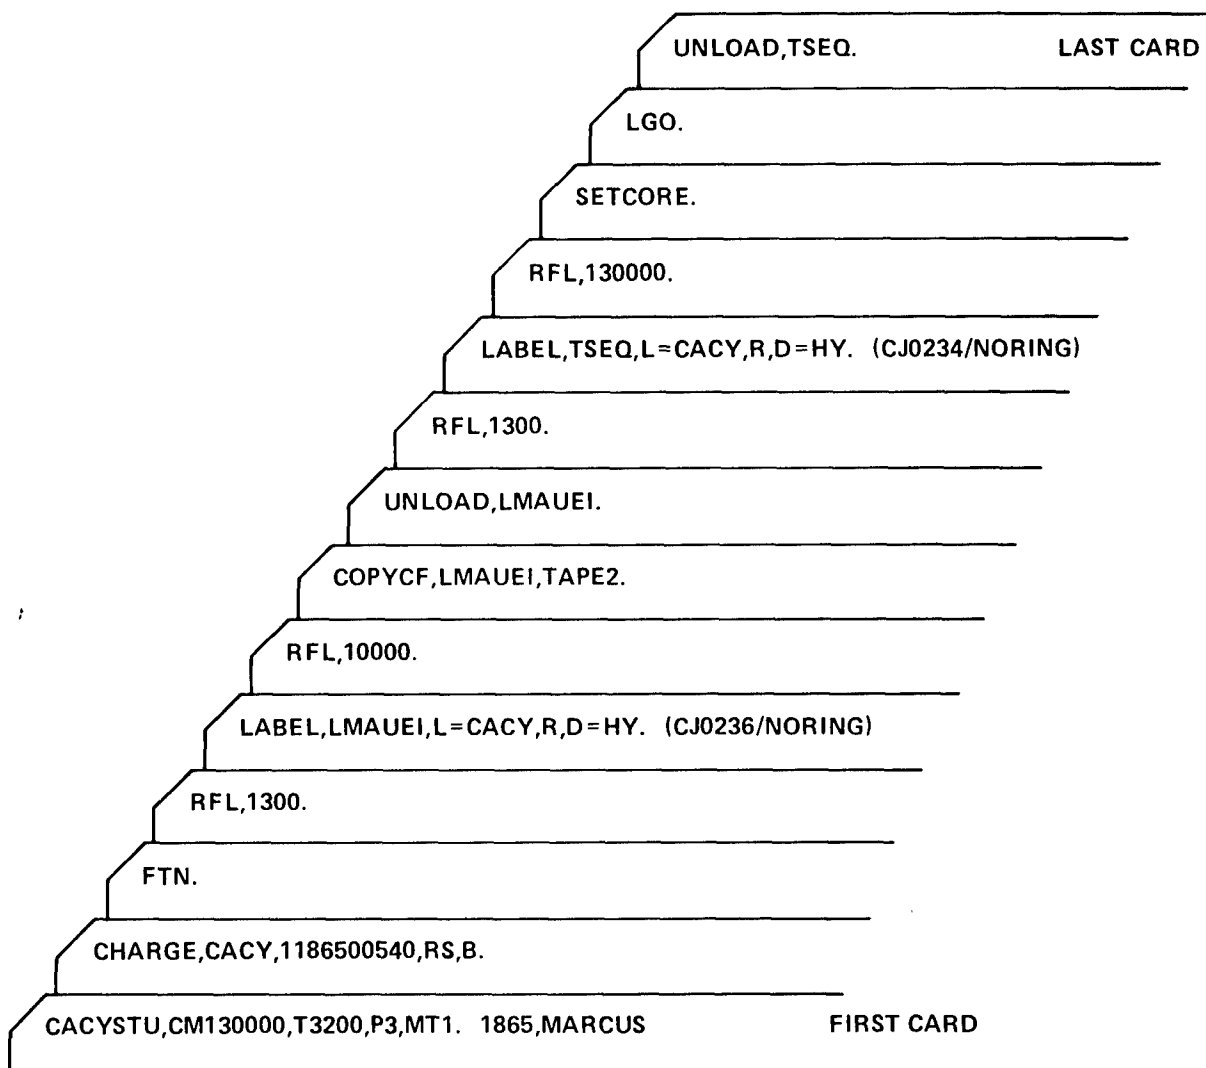 UNLOAD,TSEQ. LAST CARD
LGO.
SETCORE.
RFL,130000.
LABEL,TSEQ,L=CACY,R,D=HY. (CJ0234/NORING)
RFL,1300.
UNLOAD,LMAUEI.
COPYCF,LMAUEI,TAPE2.
RFL,10000.
LABEL,LMAUEI,L=CACY,R,D=HY. (CJ0236/NORING)
RFL,1300.
FTN.
CHARGE,CACY,1186500540,RS,B.
CACYSTU,CM130000,T3200,P3,MT1. 1865,MARCUS FIRST CARD